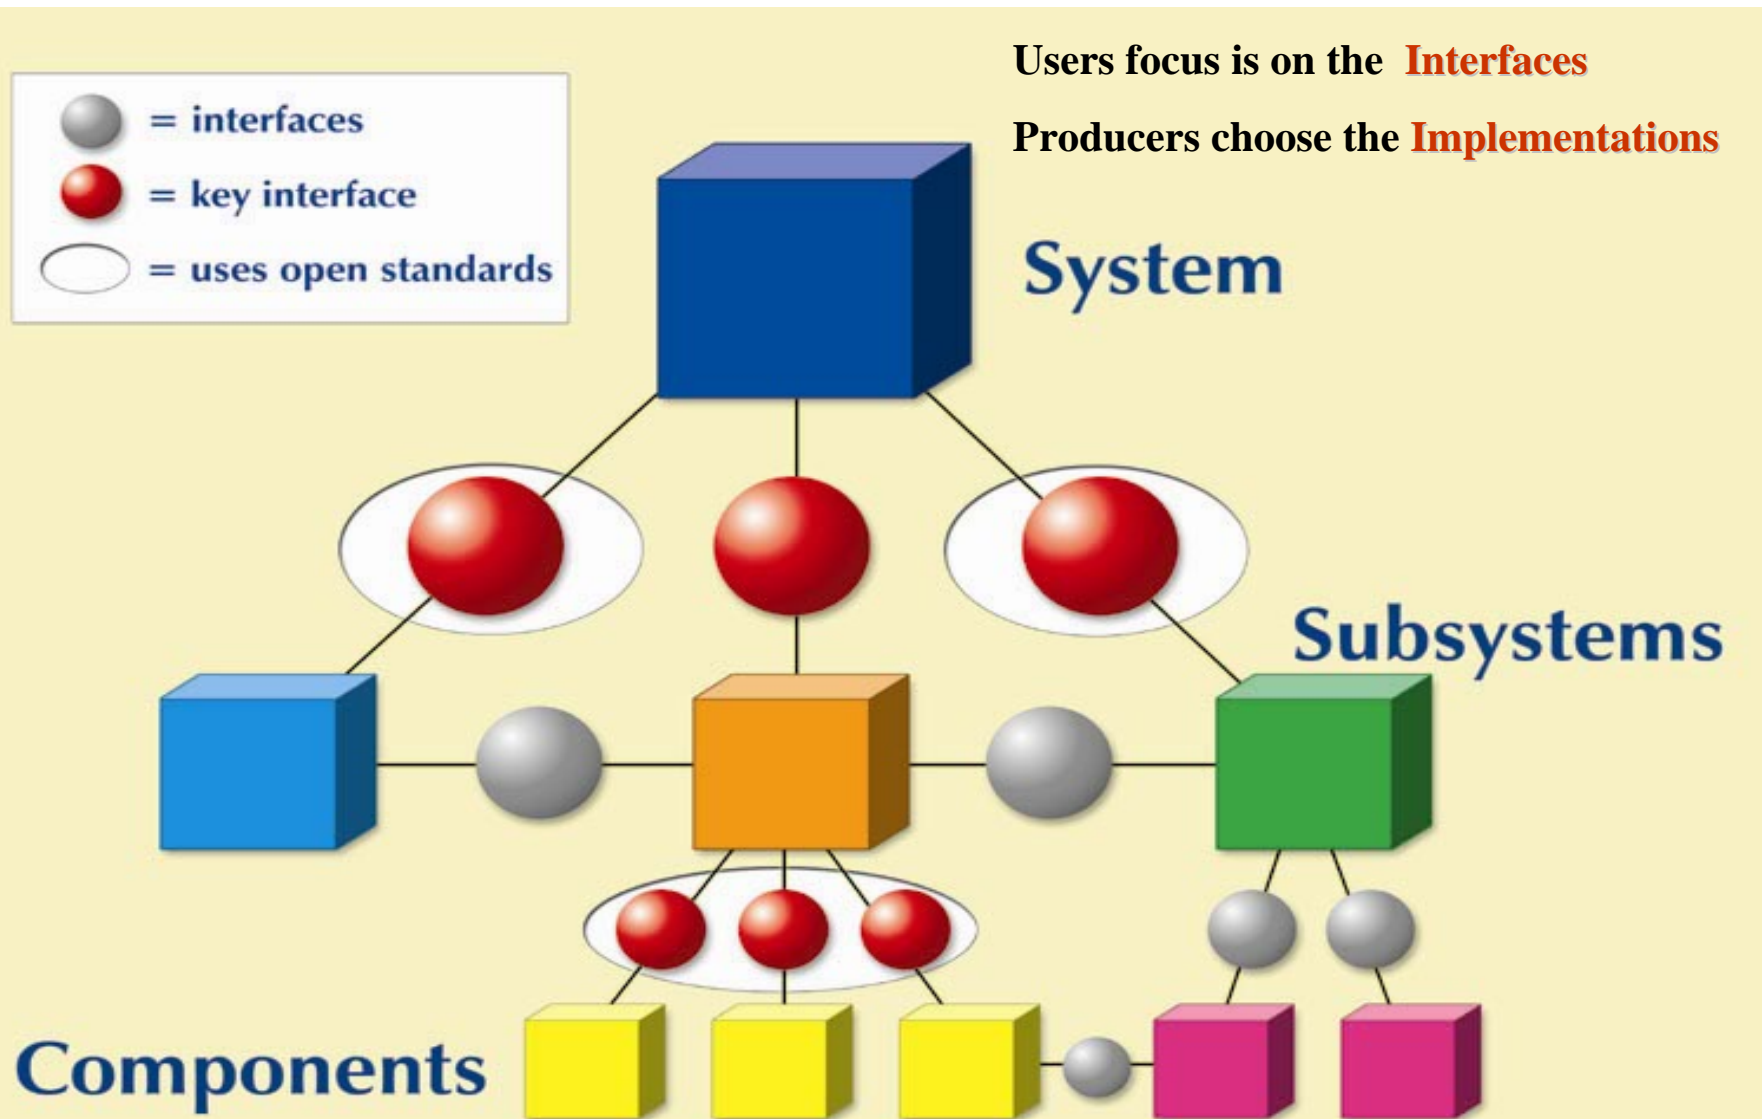 Users focus is on the Interfaces
Producers choose the Implementations
= interfaces
= key interface
= uses open standards
System
Subsystems
Components